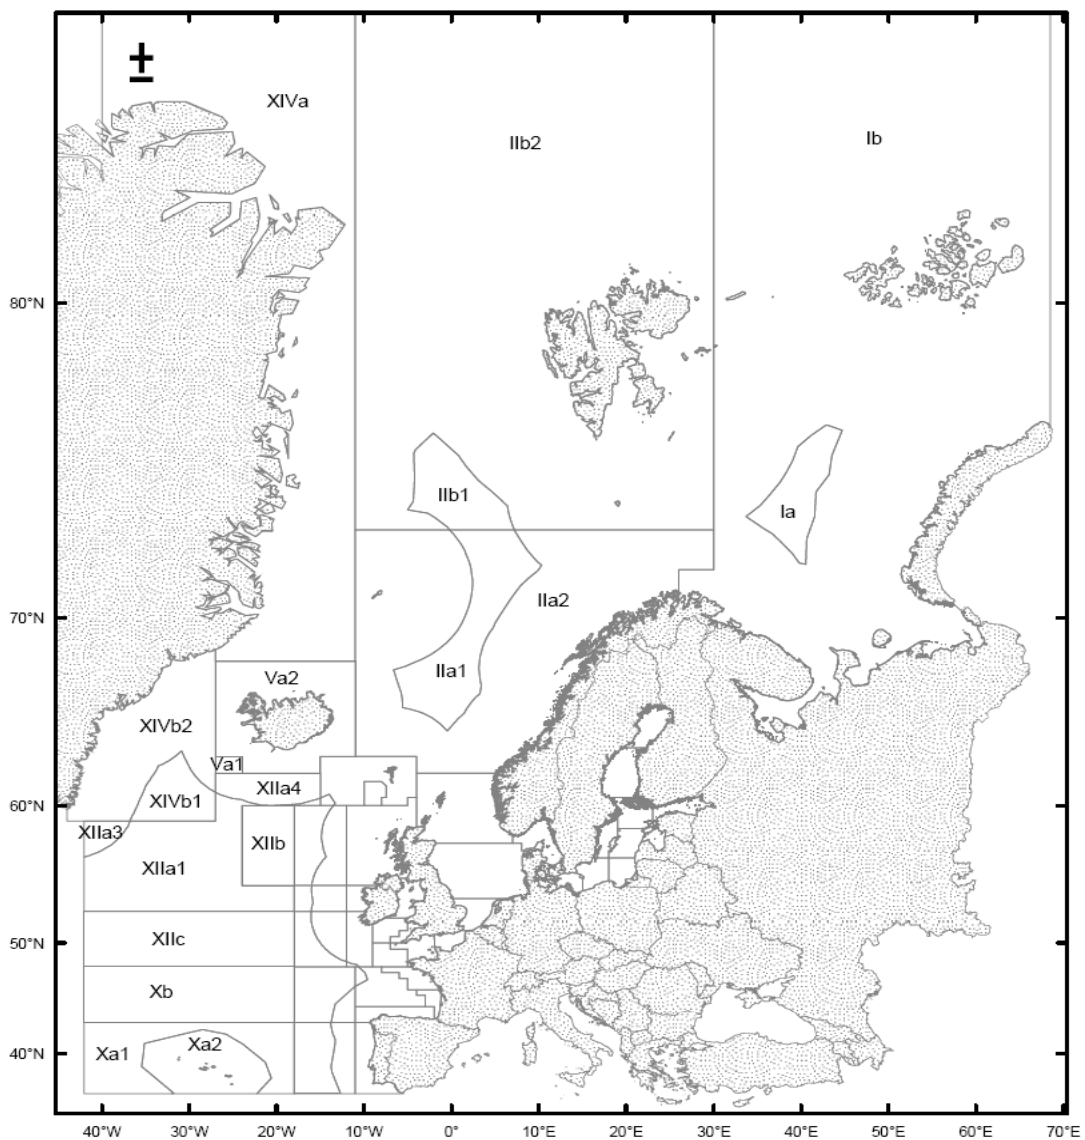 ±
XIVa
IIb2
Ib
80°N
IIb1
Ia
IIa2
70°N
IIa1
Va2
XIVb2
Va1
XIIa4
XIVb1
60°N
XIIa3
XIIb
XIIa1
XIIc
50°N
Xb
Xa2
Xa1
40°N
40°W 30°W 20°W 10°W 0° 10°E 20°E 30°E 40°E 50°E 60°E 70°E